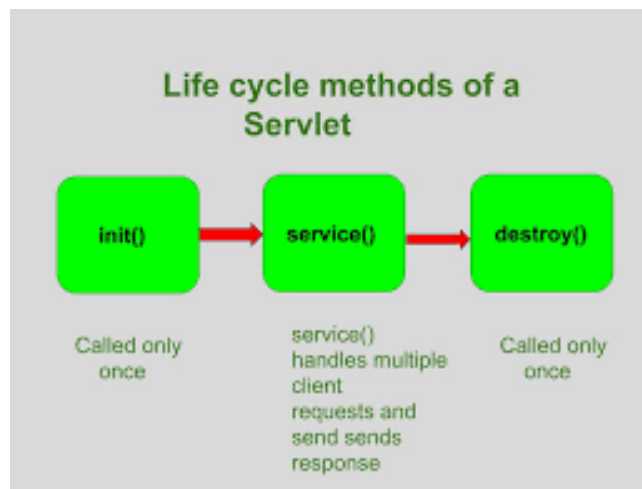 Life cycle methods of a
Servlet
init()
service()
destroy()
Called only
once
service()
handles multiple
client
requests and
send sends
response
Called only
once